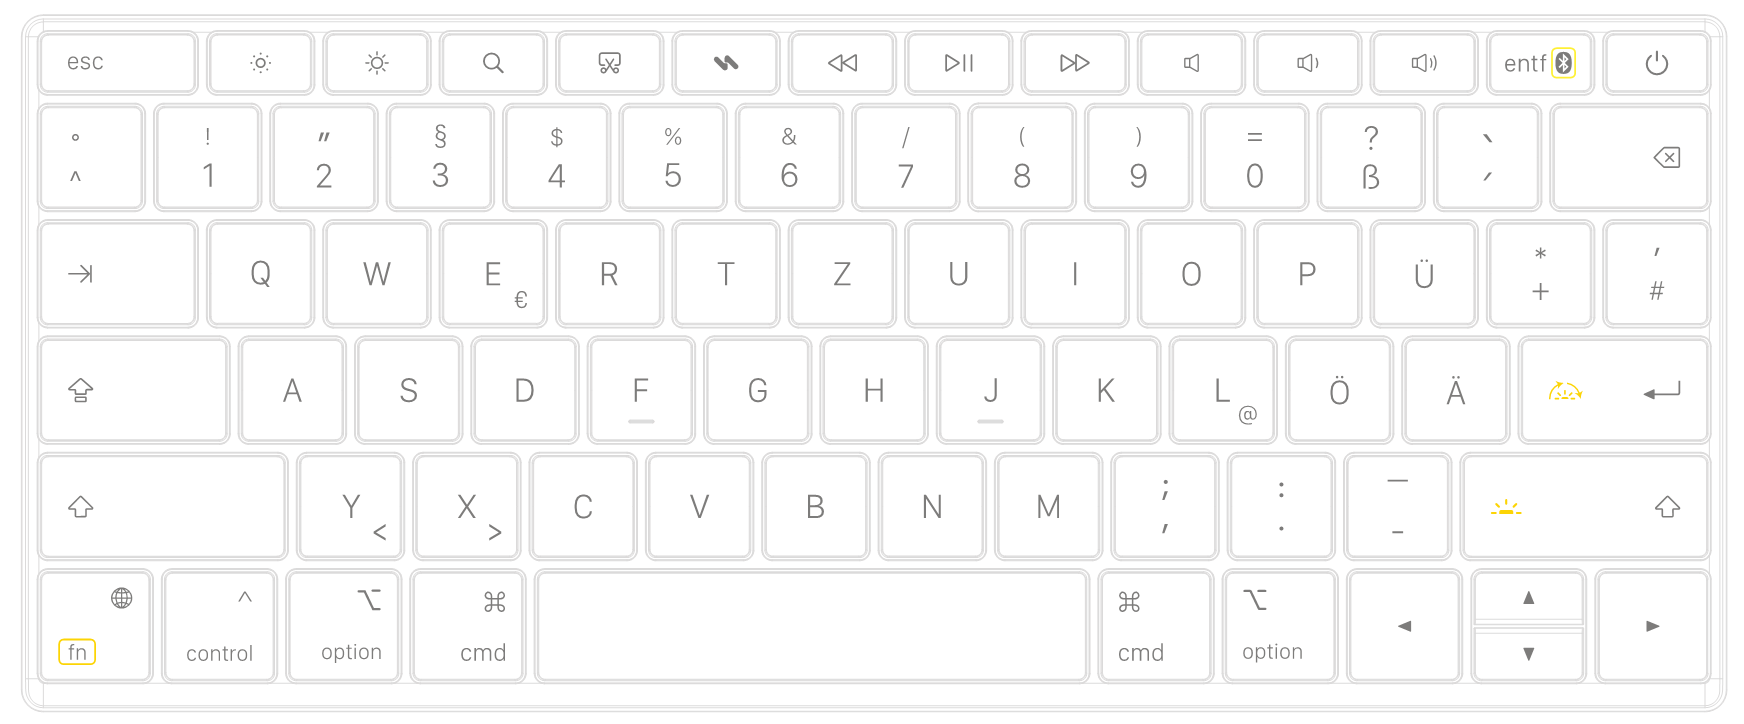 esc entf
° ! " § $ % & / ( ) = ? `
^ 1 2 3 4 5 6 7 8 9 0 ß ´
Q W E € R T Z U I O P Ü * + ' #
A S D F G H J K L @ Ö Ä
Y < X > C V B N M ; , : . — -
^ ⌥ ⌘ ⌘ ⌥
fn control option cmd cmd option